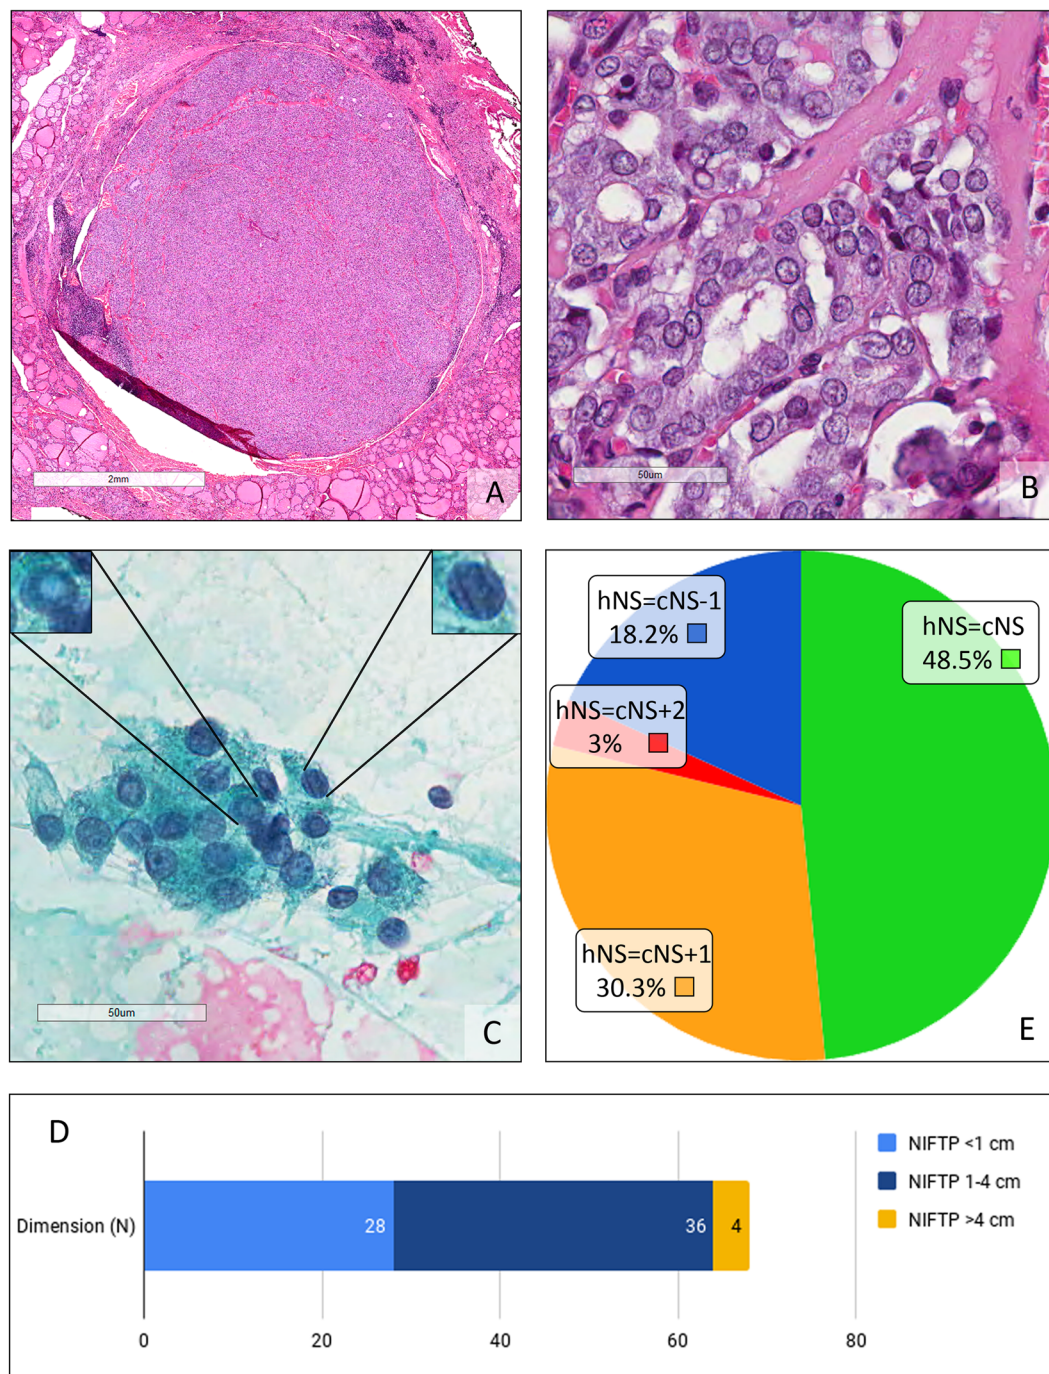 2mm
A
50um
B
50um
C
hNS=cNS-1
18.2%
hNS=cNS
48.5%
hNS=cNS+2
3%
hNS=cNS+1
30.3%
E
D
NIFTP <1 cm
NIFTP 1-4 cm
NIFTP >4 cm
Dimension (N)
28
36
4
0
20
40
60
80